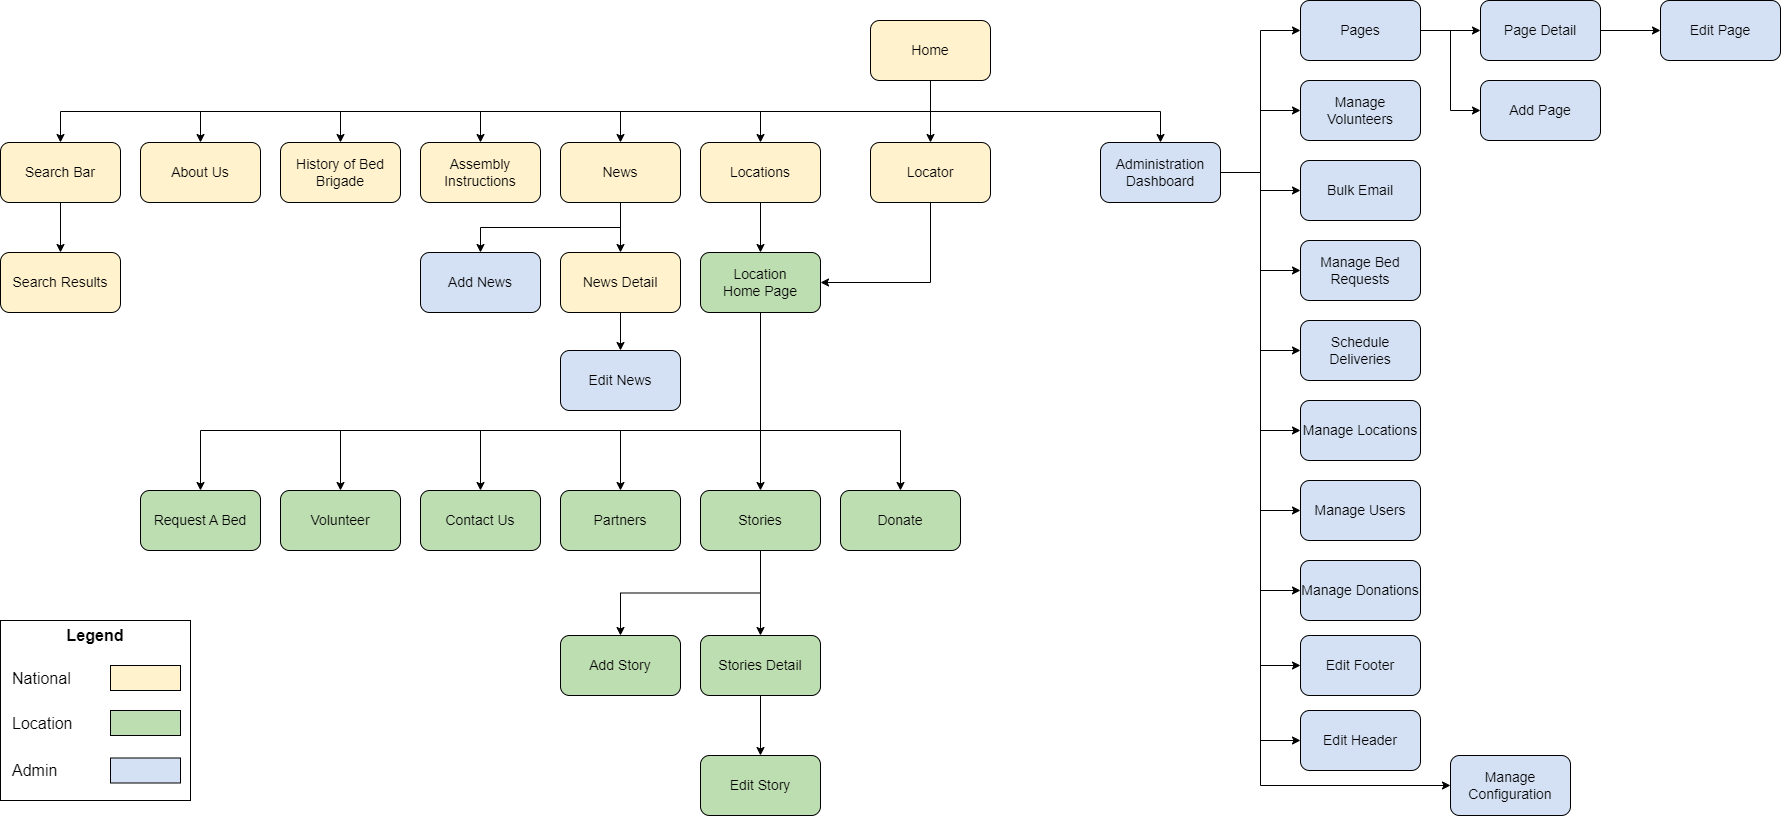 Home
Pages
Page Detail
Edit Page
Manage
Volunteers
Add Page
Search Bar
About Us
History of Bed
Brigade
Assembly
Instructions
News
Locations
Locator
Administration
Dashboard
Bulk Email
Search Results
Add News
News Detail
Location
Home Page
Manage Bed
Requests
Schedule
Deliveries
Edit News
Manage Locations
Request A Bed
Volunteer
Contact Us
Partners
Stories
Donate
Manage Users
Manage Donations
Add Story
Stories Detail
Edit Footer
Edit Header
Edit Story
Manage
Configuration
Legend
National
Location
Admin